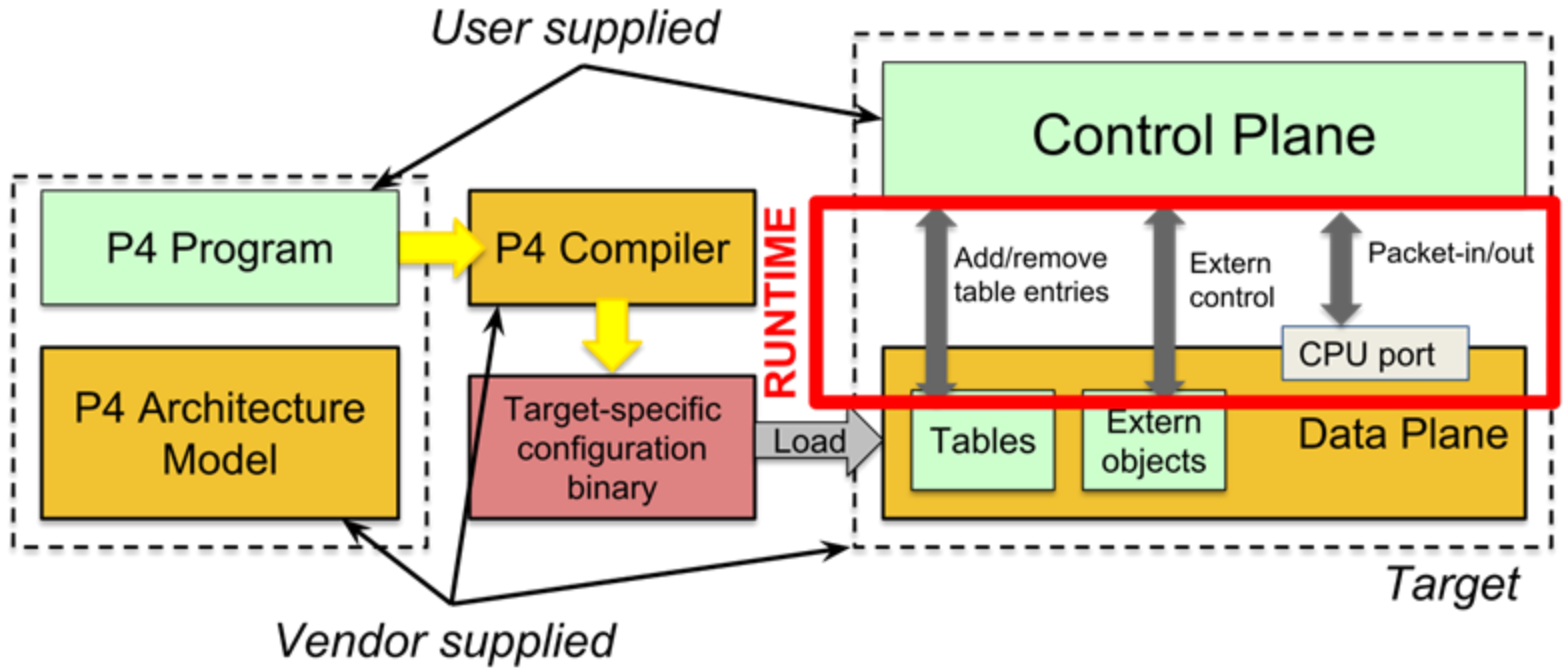 User supplied
Control Plane
P4 Program
P4 Compiler
RUNTIME
Add/remove
table entries
Extern
control
Packet-in/out
CPU port
P4 Architecture
Model
Target-specific
configuration
binary
Load
Tables
Extern
objects
Data Plane
Target
Vendor supplied